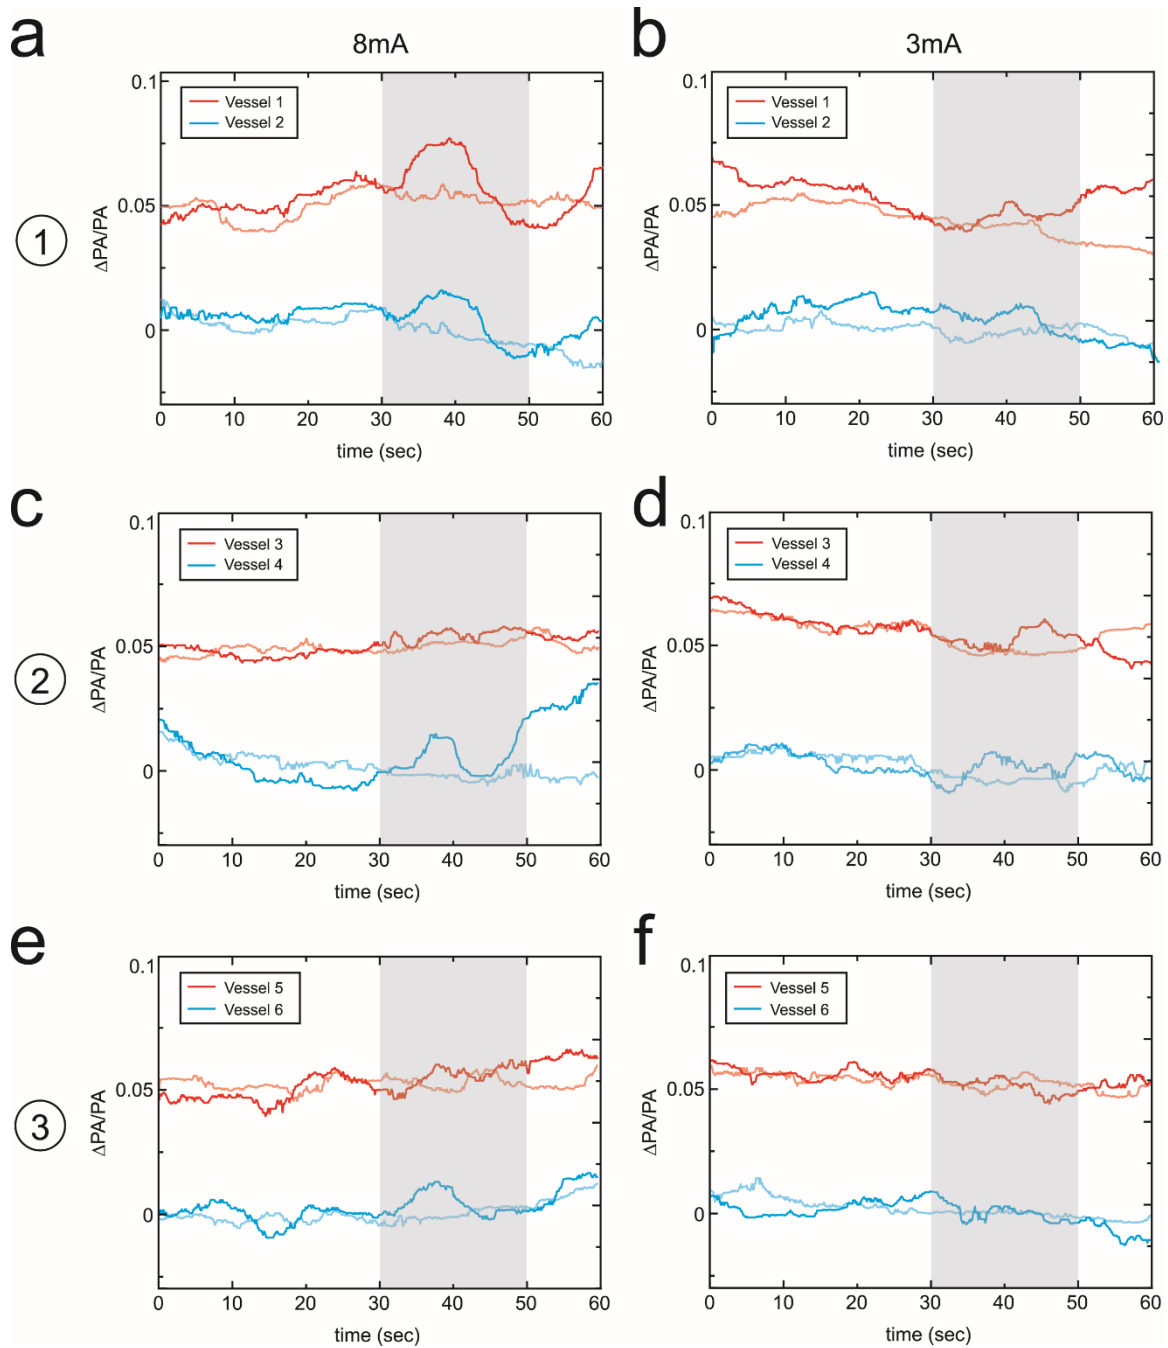 a
8mA
b
3mA
1
0.1
0.05
0
ΔPA/PA
Vessel 1
Vessel 2
0 10 20 30 40 50 60
time (sec)
0.1
0.05
0
ΔPA/PA
Vessel 1
Vessel 2
0 10 20 30 40 50 60
time (sec)
c
2
0.1
0.05
0
ΔPA/PA
Vessel 3
Vessel 4
0 10 20 30 40 50 60
time (sec)
d
0.1
0.05
0
ΔPA/PA
Vessel 3
Vessel 4
0 10 20 30 40 50 60
time (sec)
e
3
0.1
0.05
0
ΔPA/PA
Vessel 5
Vessel 6
0 10 20 30 40 50 60
time (sec)
f
0.1
0.05
0
ΔPA/PA
Vessel 5
Vessel 6
0 10 20 30 40 50 60
time (sec)